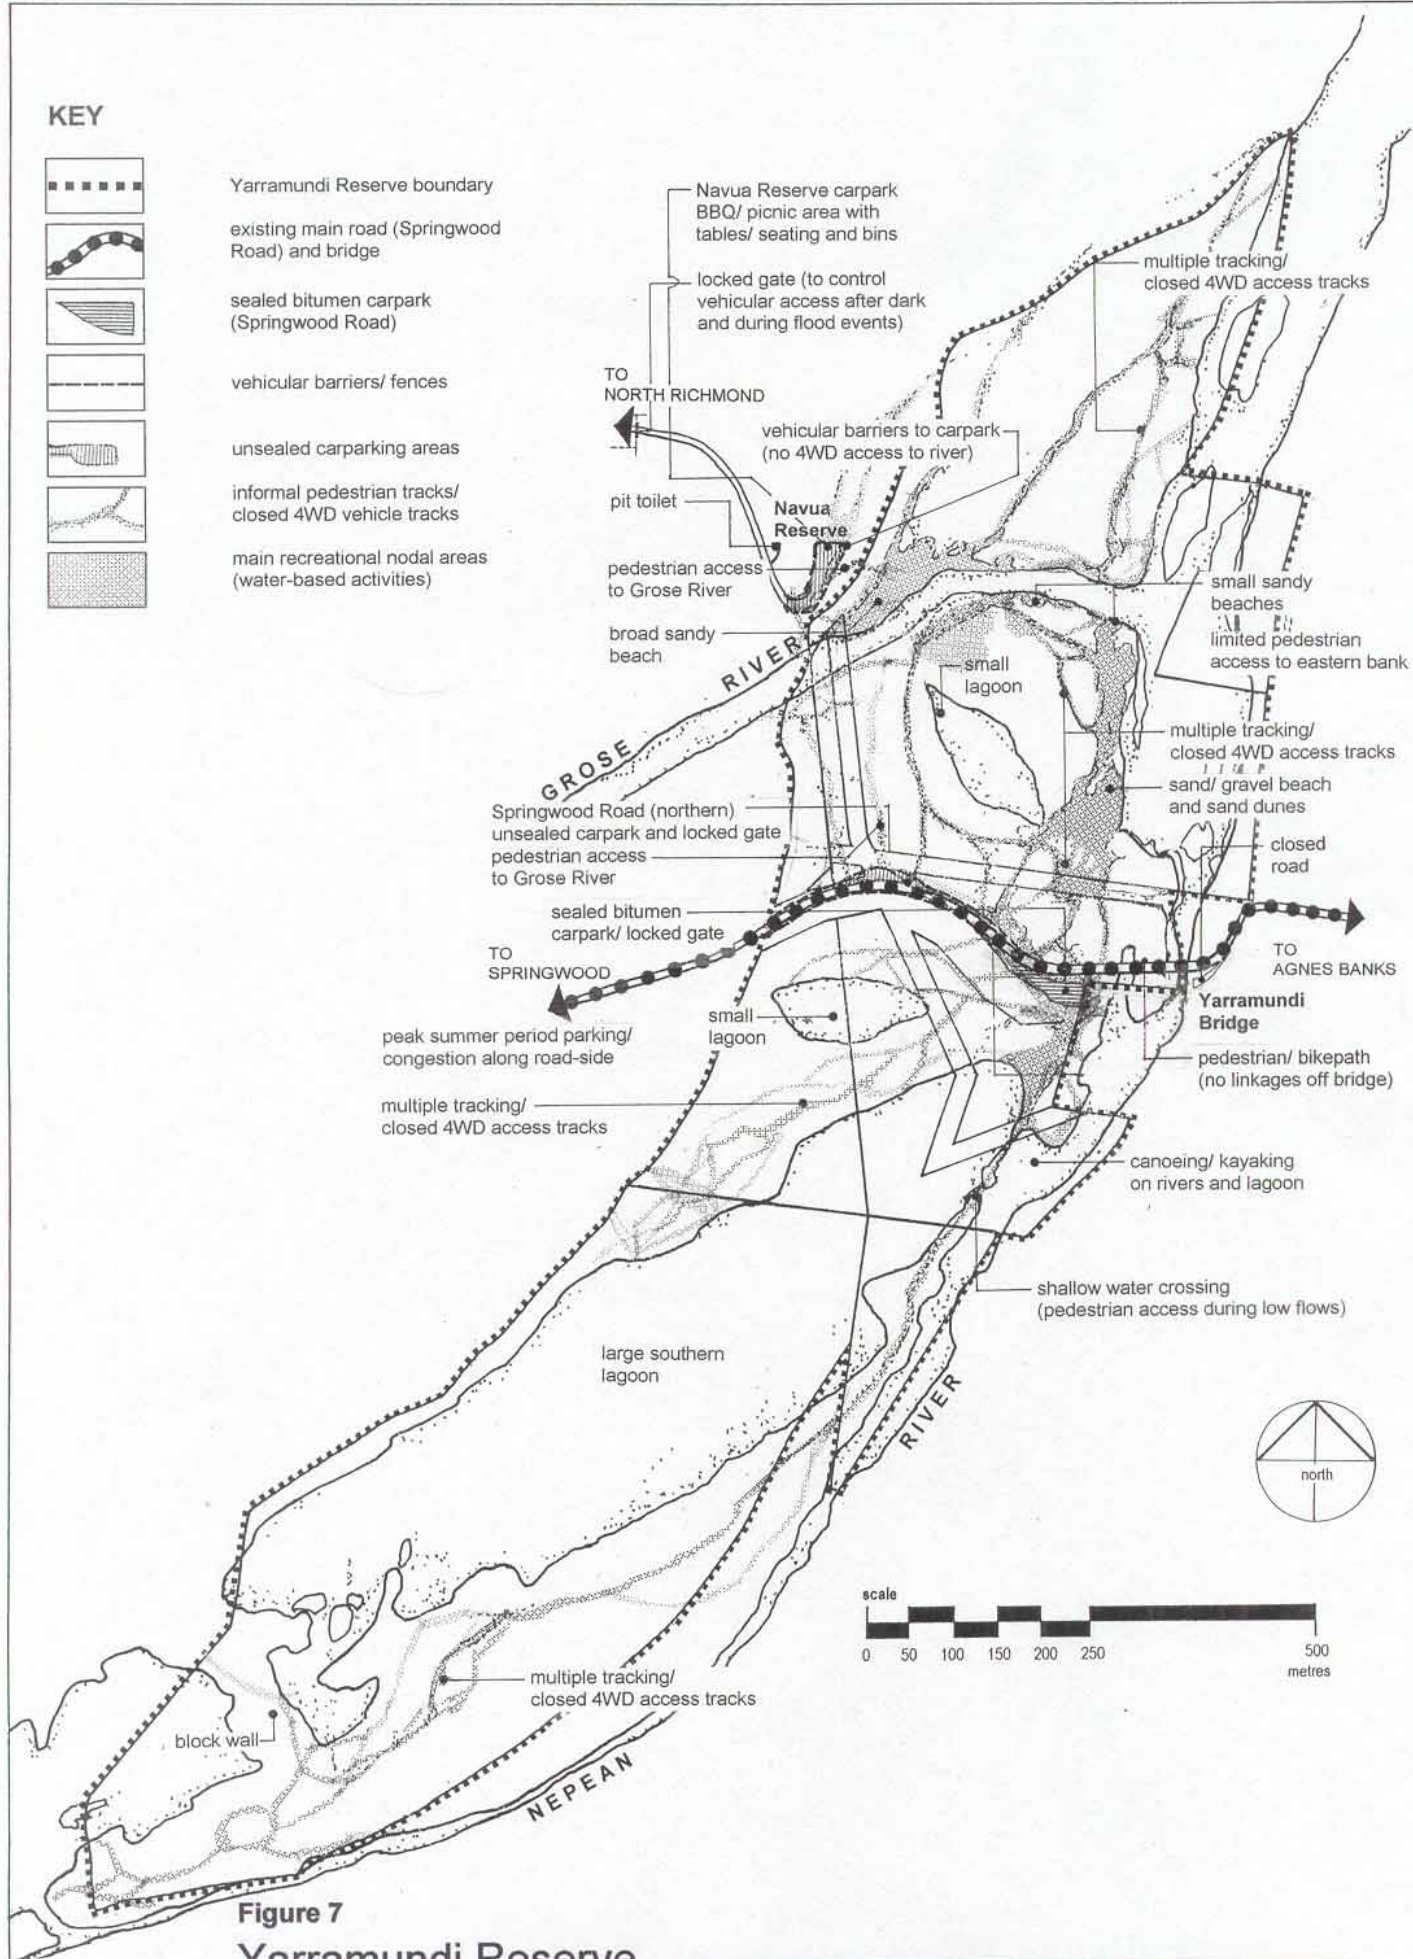 KEY
Yarramundi Reserve boundary
existing main road (Springwood
Road) and bridge
sealed bitumen carpark
(Springwood Road)
vehicular barriers/ fences
unsealed carparking areas
informal pedestrian tracks/
closed 4WD vehicle tracks
main recreational nodal areas
(water-based activities)
Navua Reserve carpark
BBQ/ picnic area with
tables/ seating and bins
locked gate (to control
vehicular access after dark
and during flood events)
multiple tracking/
closed 4WD access tracks
TO
NORTH RICHMOND
vehicular barriers to carpark
(no 4WD access to river)
pit toilet
Navua
Reserve
pedestrian access
to Grose River
small sandy
beaches
broad sandy
beach
limited pedestrian
access to eastern bank
GROSE RIVER
small
lagoon
multiple tracking/
closed 4WD access tracks
sand/ gravel beach
and sand dunes
Springwood Road (northern)
unsealed carpark and locked gate
pedestrian access
to Grose River
closed
road
sealed bitumen
carpark/ locked gate
TO
SPRINGWOOD
TO
AGNES BANKS
Yarramundi
Bridge
small
lagoon
peak summer period parking/
congestion along road-side
pedestrian/ bikepath
(no linkages off bridge)
multiple tracking/
closed 4WD access tracks
canoeing/ kayaking
on rivers and lagoon
shallow water crossing
(pedestrian access during low flows)
large southern
lagoon
NEPEAN RIVER
north
scale
0 50 100 150 200 250 500
metres
multiple tracking/
closed 4WD access tracks
block wall
Figure 7
Yarramundi Reserve